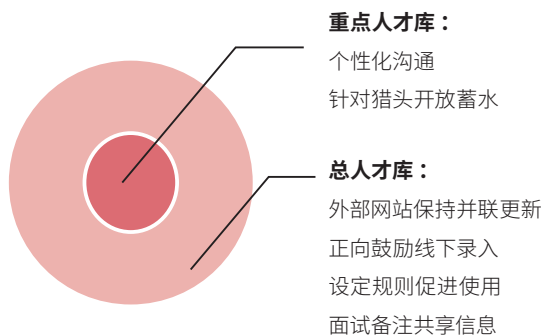 重点人才库：
个性化沟通
针对猎头开放蓄水
总人才库：
外部网站保持并联更新
正向鼓励线下录入
设定规则促进使用
面试备注共享信息